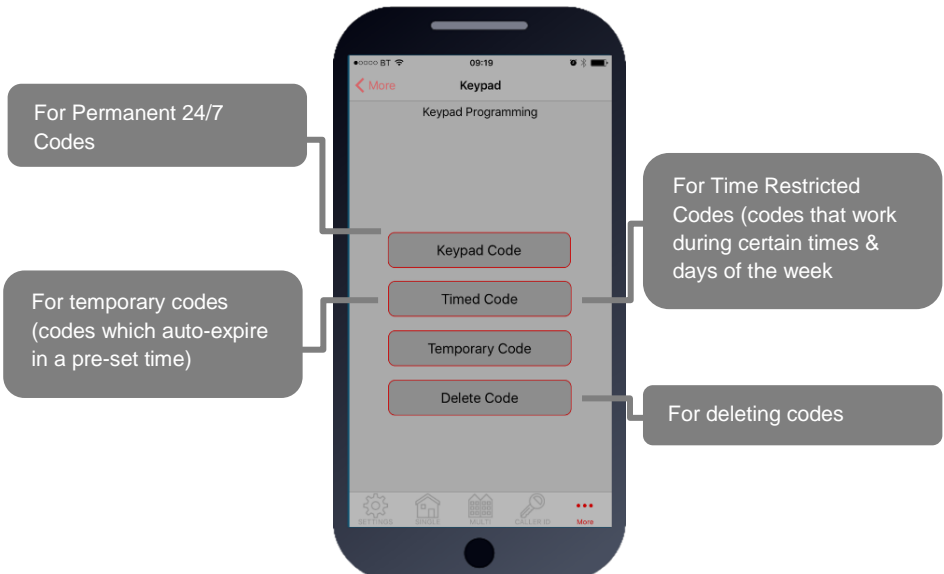 BT
09:19
More
Keypad
Keypad Programming
For Permanent 24/7
Codes
For Time Restricted
Codes (codes that work
during certain times &
days of the week
Keypad Code
Timed Code
For temporary codes
(codes which auto-expire
in a pre-set time)
Temporary Code
Delete Code
For deleting codes
SETTINGS
SINGLE
MULTI
CALLER ID
More